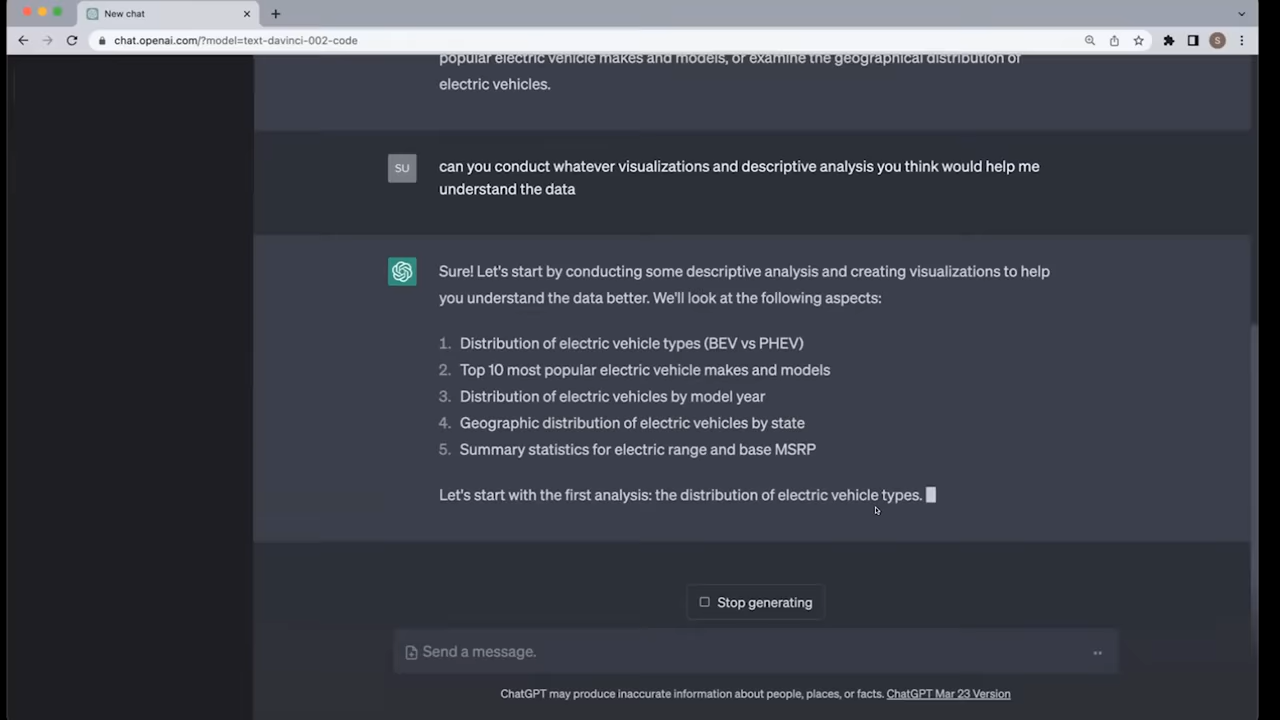 New chat
chat.openai.com/?model=text-davinci-002-code
S
popular electric vehicle makes and models, or examine the geographical distribution of
electric vehicles.
SU
can you conduct whatever visualizations and descriptive analysis you think would help me
understand the data
Sure! Let's start by conducting some descriptive analysis and creating visualizations to help
you understand the data better. We'll look at the following aspects:
1. Distribution of electric vehicle types (BEV vs PHEV)
2. Top 10 most popular electric vehicle makes and models
3. Distribution of electric vehicles by model year
4. Geographic distribution of electric vehicles by state
5. Summary statistics for electric range and base MSRP
Let's start with the first analysis: the distribution of electric vehicle types.
Stop generating
Send a message.
ChatGPT may produce inaccurate information about people, places, or facts. ChatGPT Mar 23 Version